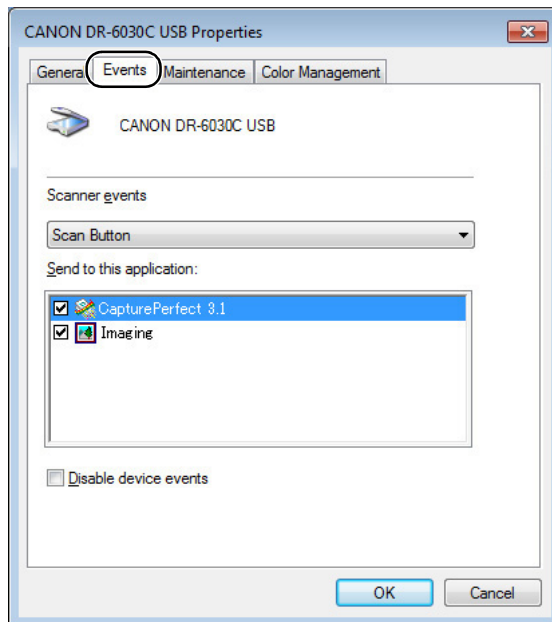 CANON DR-6030C USB Properties
General Events Maintenance Color Management
CANON DR-6030C USB
Scanner events
Scan Button
Send to this application:
CapturePerfect 3.1
Imaging
Disable device events
OK Cancel